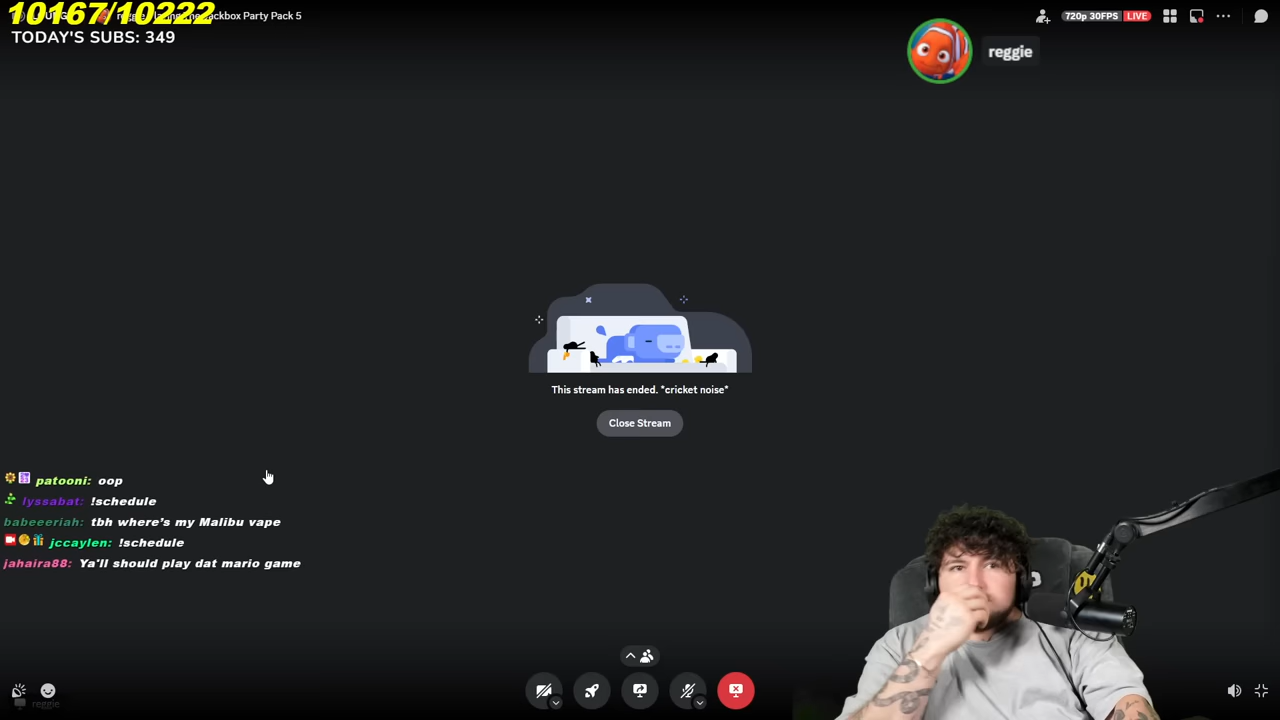 10167/10222
kbox Party Pack 5
TODAY'S SUBS: 349
720p 30FPS LIVE
reggie
This stream has ended. *cricket noise*
Close Stream
patooni: oop
lyssabat: !schedule
babeeeriah: tbh where's my Malibu vape
jccaylen: !schedule
jahaira88: Ya'll should play dat mario game
reggie